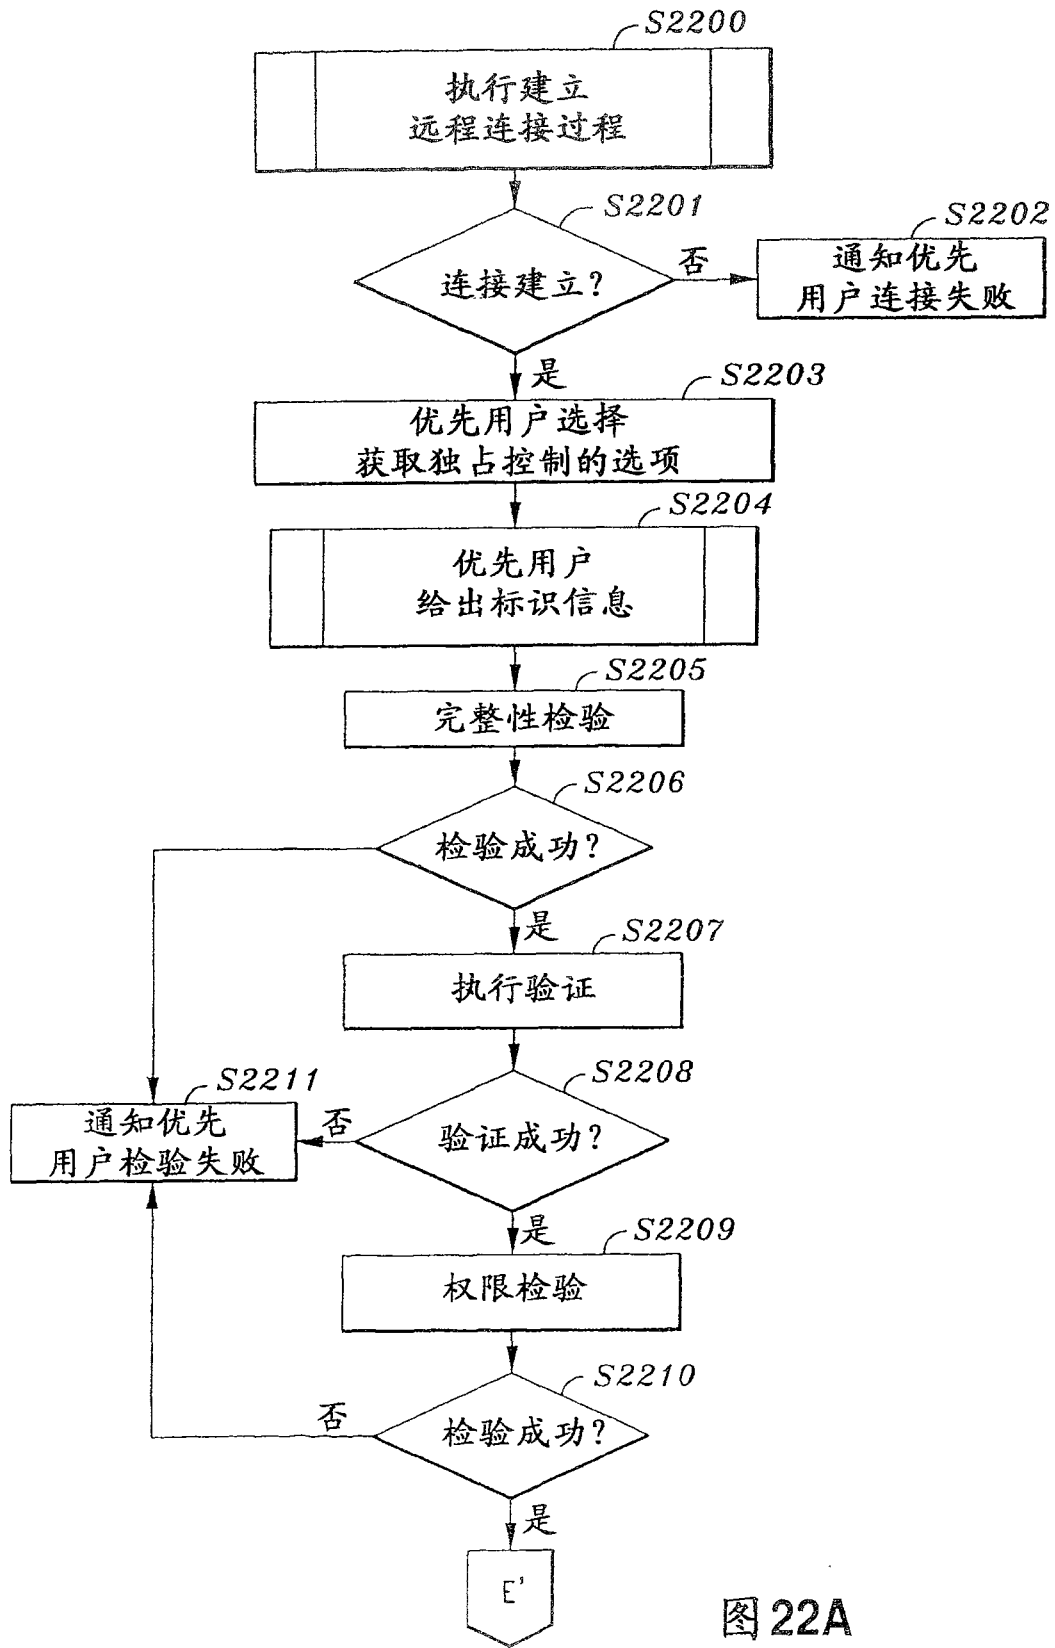 S2200
执行建立
远程连接过程
S2201
连接建立?
否
S2202
通知优先
用户连接失败
是
S2203
优先用户选择
获取独占控制的选项
S2204
优先用户
给出标识信息
S2205
完整性检验
S2206
检验成功?
是
S2207
执行验证
S2208
验证成功?
否
S2211
通知优先
用户检验失败
是
S2209
权限检验
S2210
检验成功?
否
是
E'
图 22A